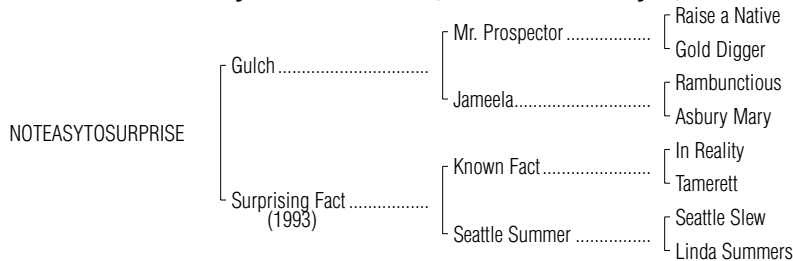 Raise a Native
Mr. Prospector ..................
Gold Digger
Gulch ................................
Rambunctious
Jameela.............................
Asbury Mary
NOTEASYTOSURPRISE
In Reality
Known Fact.......................
Tamerett
Surprising Fact .................
(1993)
Seattle Slew
Seattle Summer ................
Linda Summers